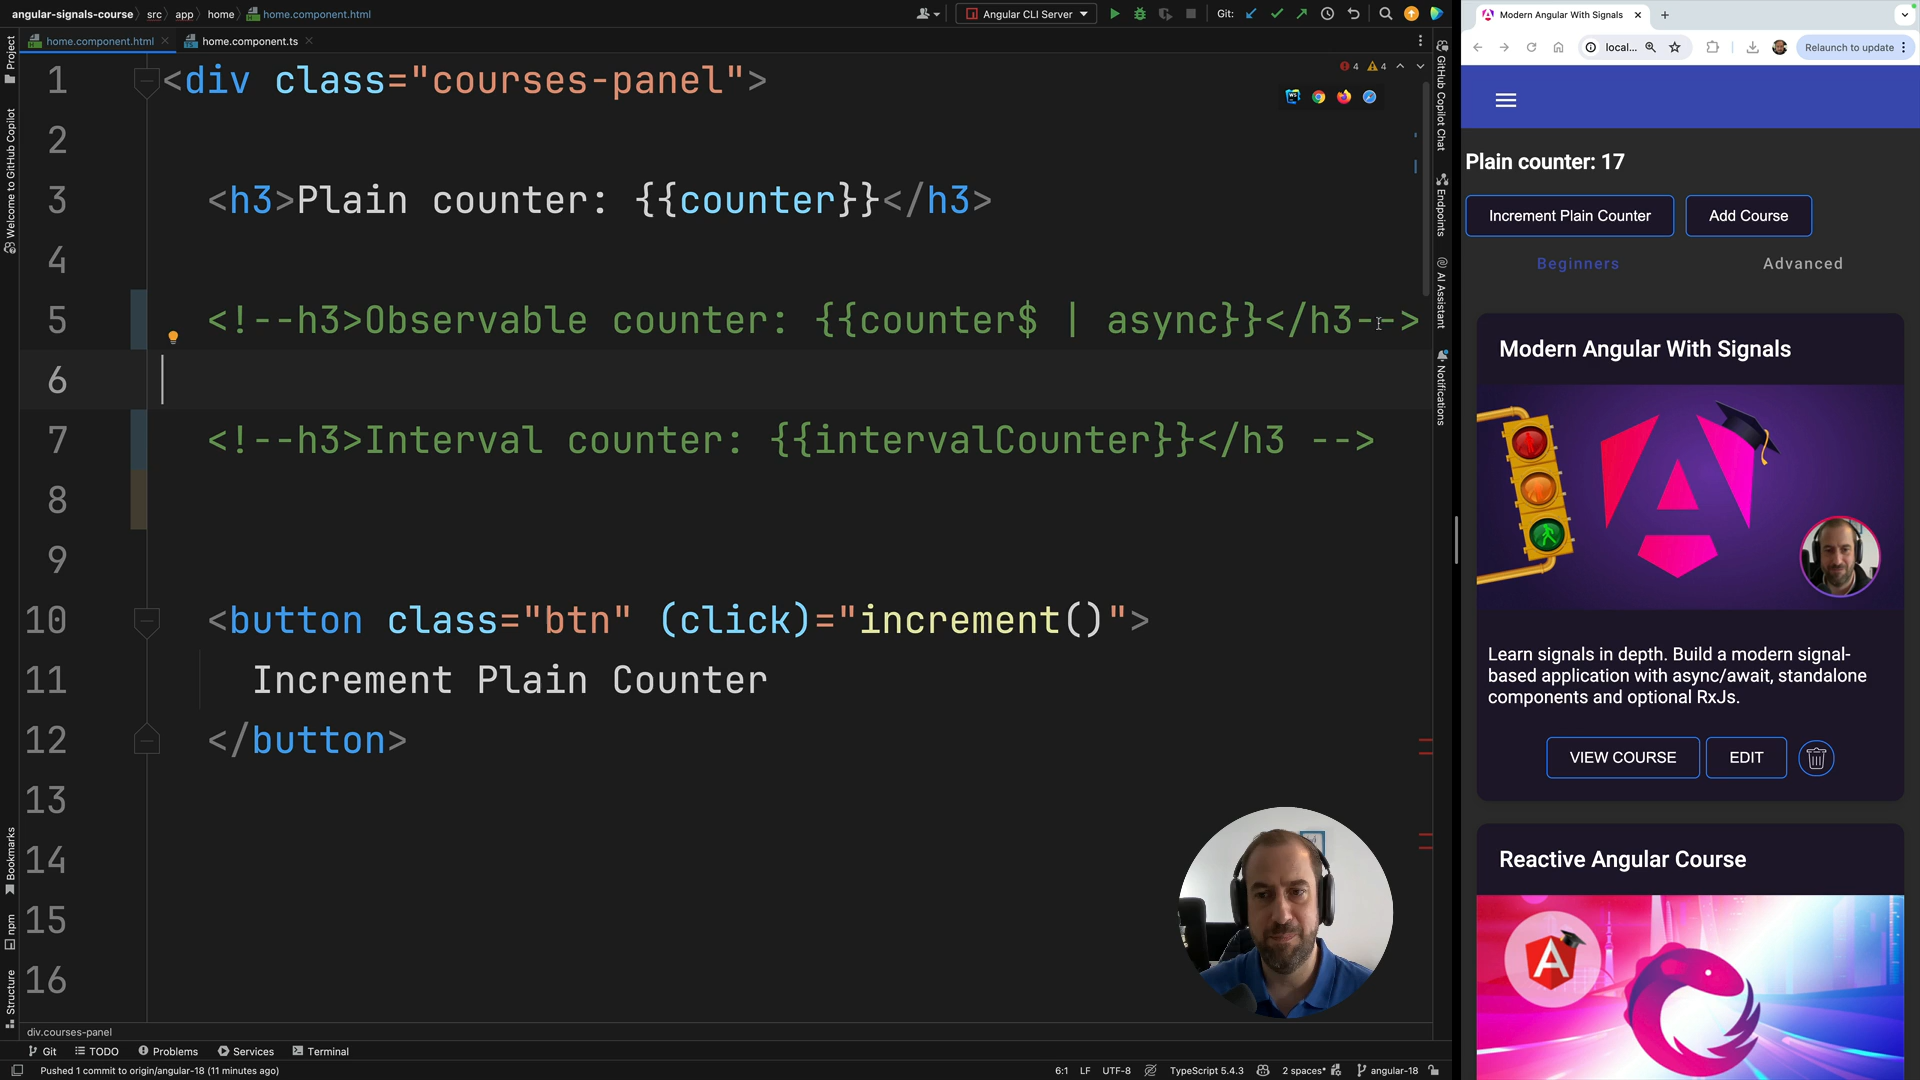 angular-signals-course src app home home.component.html
Angular CLI Server
Git:
home.component.html
home.component.ts
Project
Welcome to GitHub Copilot
Bookmarks
npm
Structure
4 4
1 <div class="courses-panel">
2
3 <h3>Plain counter: {{counter}}</h3>
4
5 <!--h3>Observable counter: {{counter$ | async}}</h3-->
6
7 <!--h3>Interval counter: {{intervalCounter}}</h3 -->
8
9
10 <button class="btn" (click)="increment()">
11 Increment Plain Counter
12 </button>
13
14
15
16
div.courses-panel
Git TODO Problems Services Terminal
Pushed 1 commit to origin/angular-18 (11 minutes ago)
6:1 LF UTF-8 TypeScript 5.4.3 2 spaces* angular-18
GitHub Copilot Chat
Endpoints
AI Assistant
Notifications
Modern Angular With Signals
local...
Relaunch to update
Plain counter: 17
Increment Plain Counter
Add Course
Beginners
Advanced
Modern Angular With Signals
Learn signals in depth. Build a modern signal-
based application with async/await, standalone
components and optional RxJs.
VIEW COURSE
EDIT
Reactive Angular Course